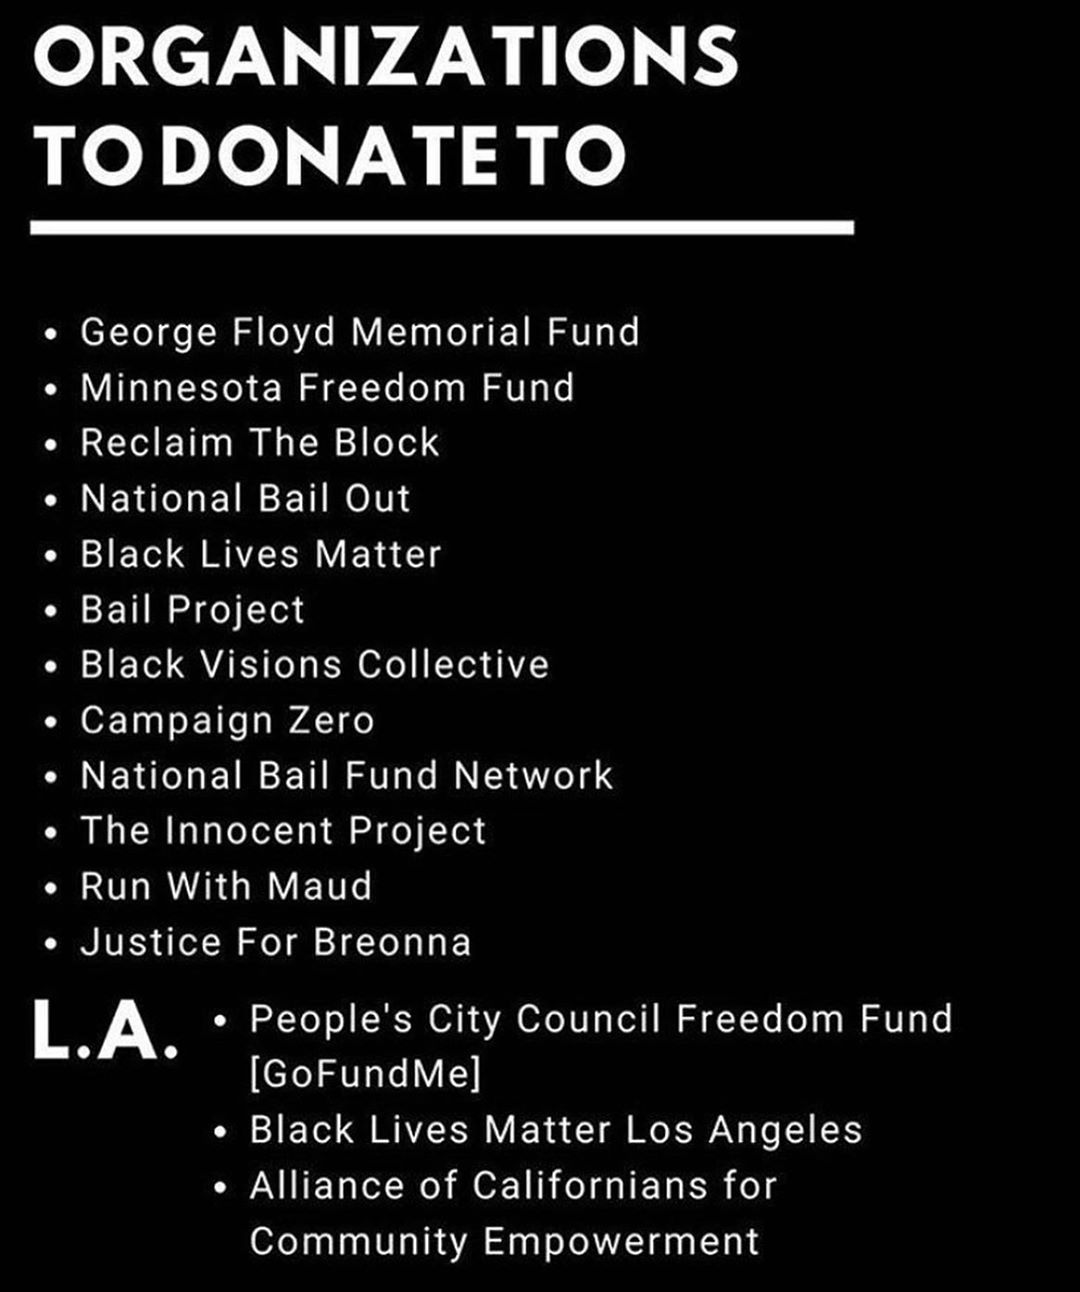 ORGANIZATIONS
TO DONATE TO
• George Floyd Memorial Fund
• Minnesota Freedom Fund
• Reclaim The Block
• National Bail Out
• Black Lives Matter
• Bail Project
• Black Visions Collective
• Campaign Zero
• National Bail Fund Network
• The Innocent Project
• Run With Maud
• Justice For Breonna
L.A. • People's City Council Freedom Fund
[GoFundMe]
• Black Lives Matter Los Angeles
• Alliance of Californians for
Community Empowerment